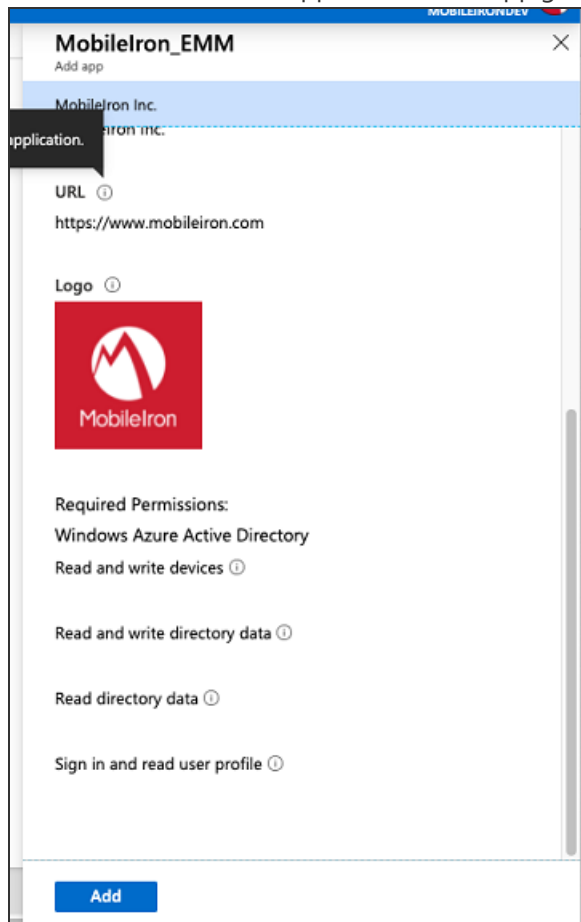 MOBILEIRONDEV
MobileIron_EMM
Add app
MobileIron Inc.
application.
URL
https://www.mobileiron.com
Logo
MobileIron
Required Permissions:
Windows Azure Active Directory
Read and write devices
Read and write directory data
Read directory data
Sign in and read user profile
Add